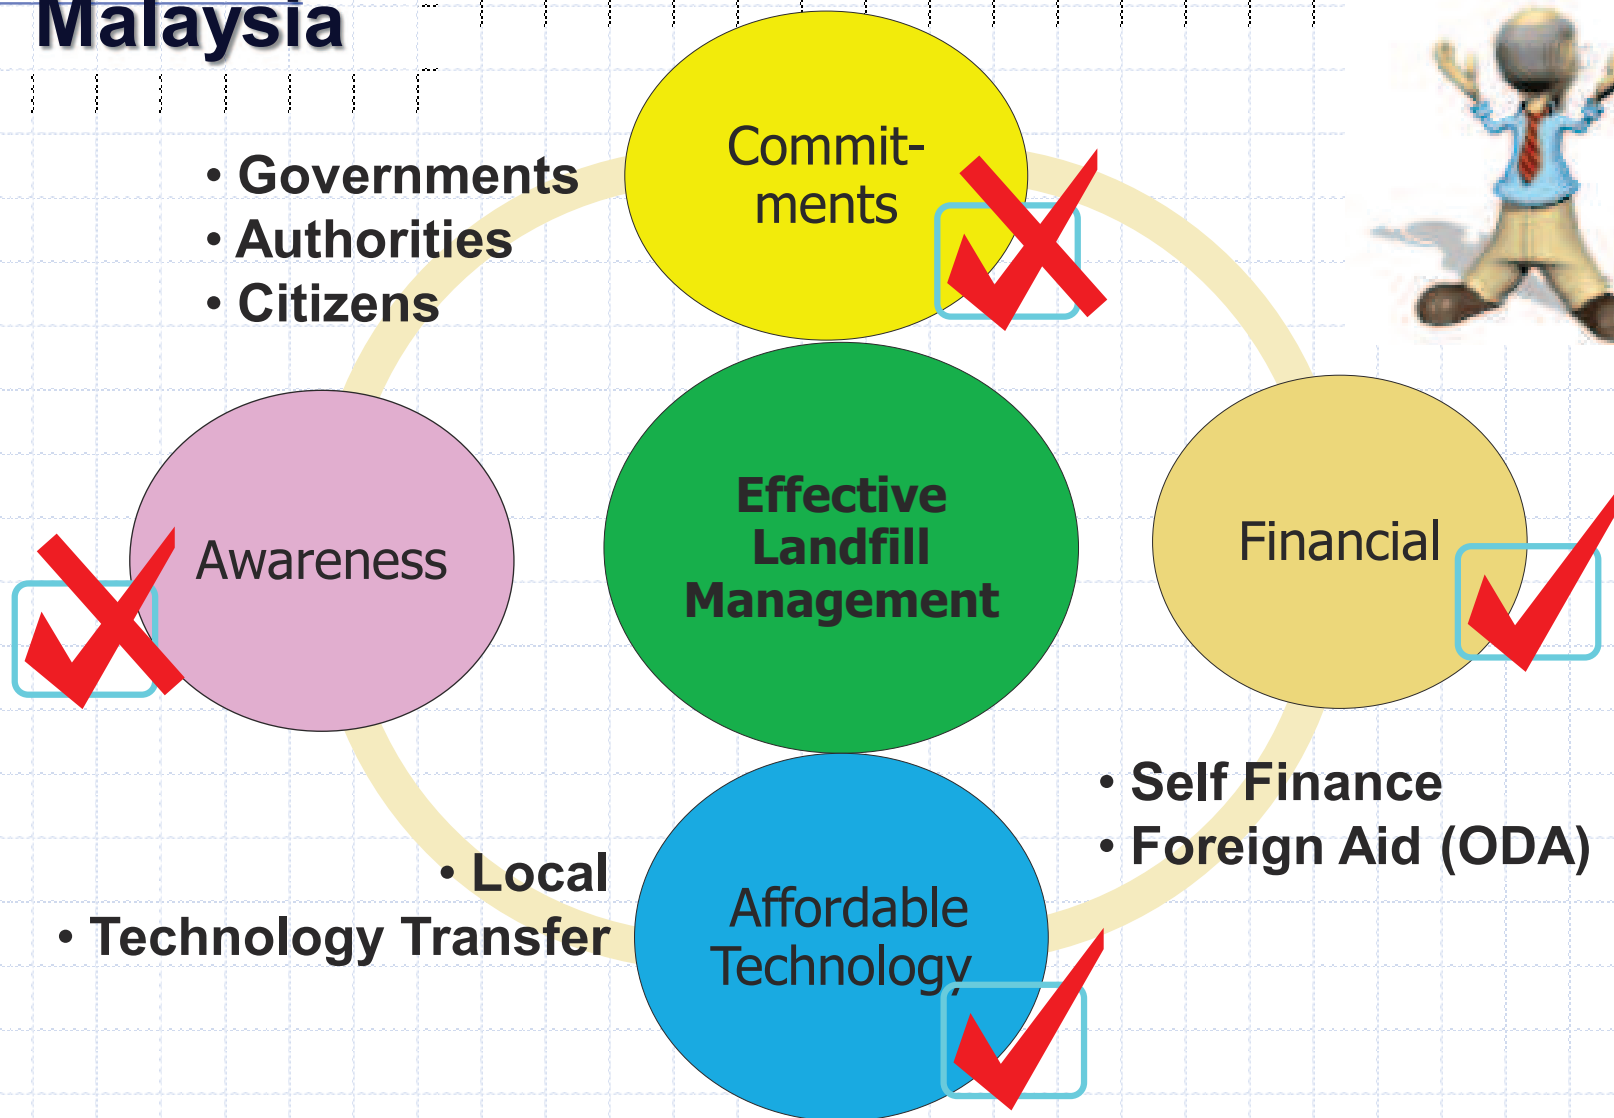 Malaysia
Commit-
ments
• Governments
• Authorities
• Citizens
Awareness
Effective
Landfill
Management
Financial
• Self Finance
• Foreign Aid (ODA)
• Local
• Technology Transfer
Affordable
Technology